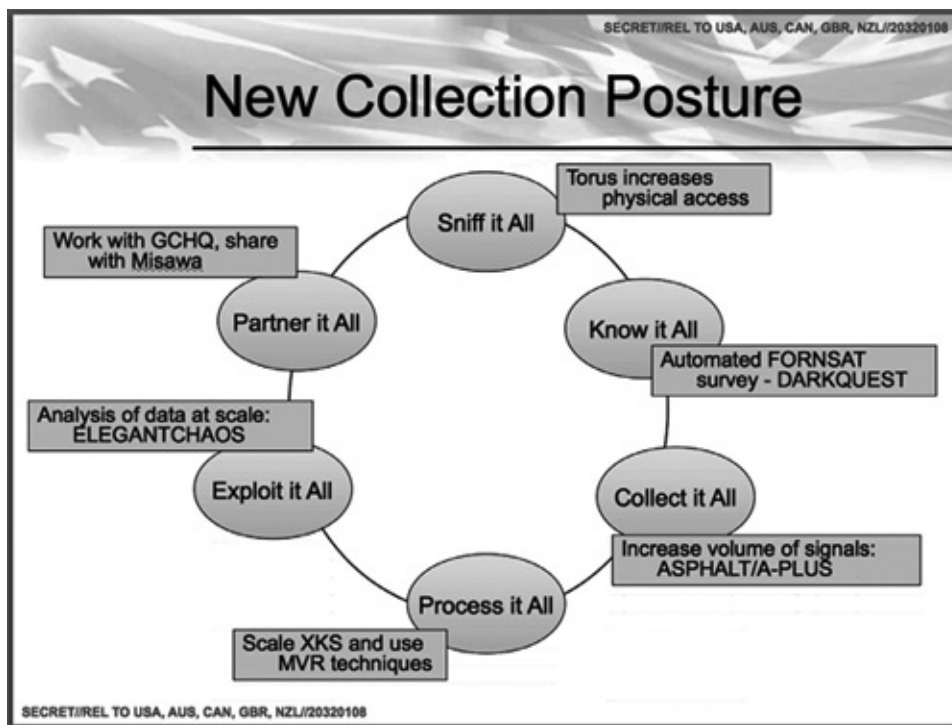 SECRET//REL TO USA, AUS, CAN, GBR, NZL//20320108
New Collection Posture
Sniff it All
Torus increases
physical access
Know it All
Automated FORNSAT
survey - DARKQUEST
Collect it All
Increase volume of signals:
ASPHALT/A-PLUS
Process it All
Scale XKS and use
MVR techniques
Exploit it All
Analysis of data at scale:
ELEGANTCHAOS
Partner it All
Work with GCHQ, share
with Misawa
SECRET//REL TO USA, AUS, CAN, GBR, NZL//20320108